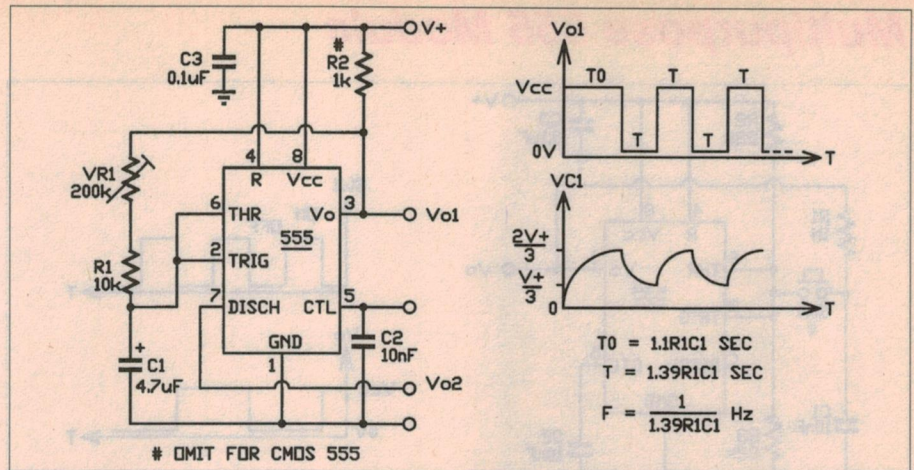 V+
#
C3
0.1uF
R2
1k
4
8
R
Vcc
VR1
200k
6
THR
Vo
3
Vo1
555
2
TRIG
R1
10k
7
DISCH
CTL
5
GND
1
C2
10nF
+
C1
4.7uF
Vo2
# OMIT FOR CMOS 555
Vo1
Vcc
T0
T
T
T
T
0V
T
VC1
2V+
3
V+
3
0
T
T0 = 1.1R1C1 SEC
T = 1.39R1C1 SEC
F = 1
1.39R1C1 Hz